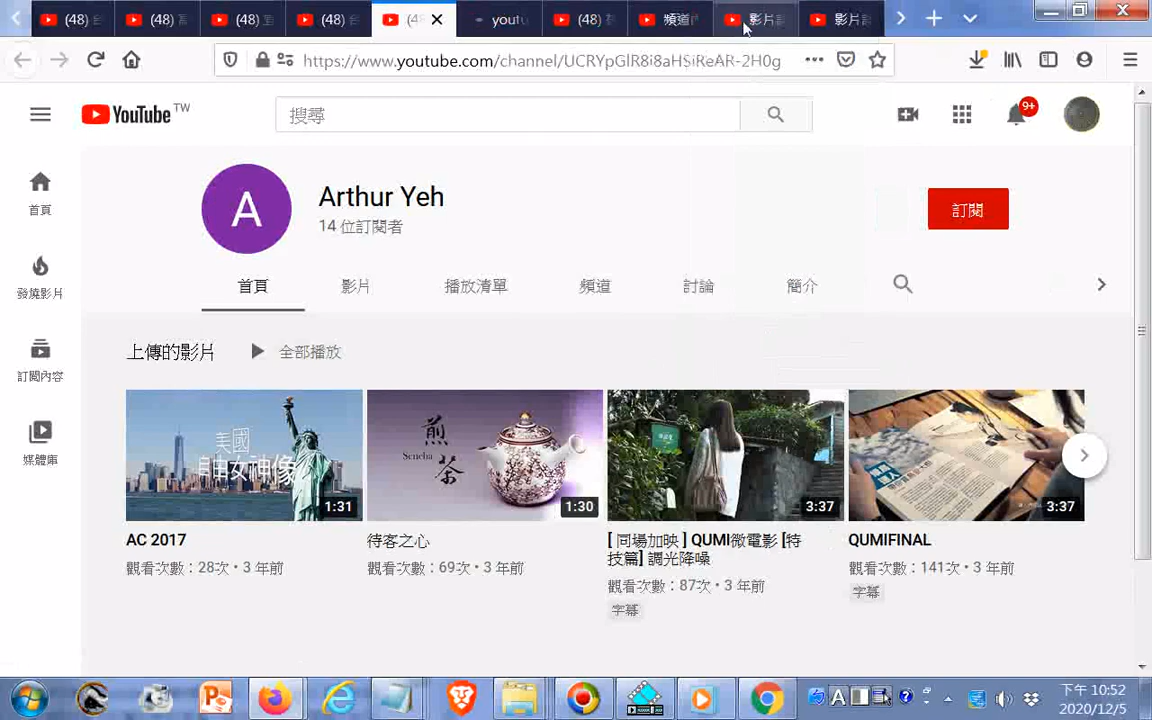 (48)
(48)
(48)
(48)
youtu
(48)
頻道
影片
影片
https://www.youtube.com/channel/UCRYpGlR8i8aHSiReAR-2H0g
YouTube TW
搜尋
9+
首頁
發燒影片
訂閱內容
媒體庫
A
Arthur Yeh
14 位訂閱者
訂閱
首頁
影片
播放清單
頻道
討論
簡介
上傳的影片
全部播放
美國
自由女神像
1:31
煎茶
Sencha
1:30
3:37
3:37
AC 2017
觀看次數：28次 • 3 年前
待客之心
觀看次數：69次 • 3 年前
[ 同場加映 ] QUMI微電影 [特
技篇] 調光降噪
觀看次數：87次 • 3 年前
字幕
QUMIFINAL
觀看次數：141次 • 3 年前
字幕
A
下午 10:52
2020/12/5